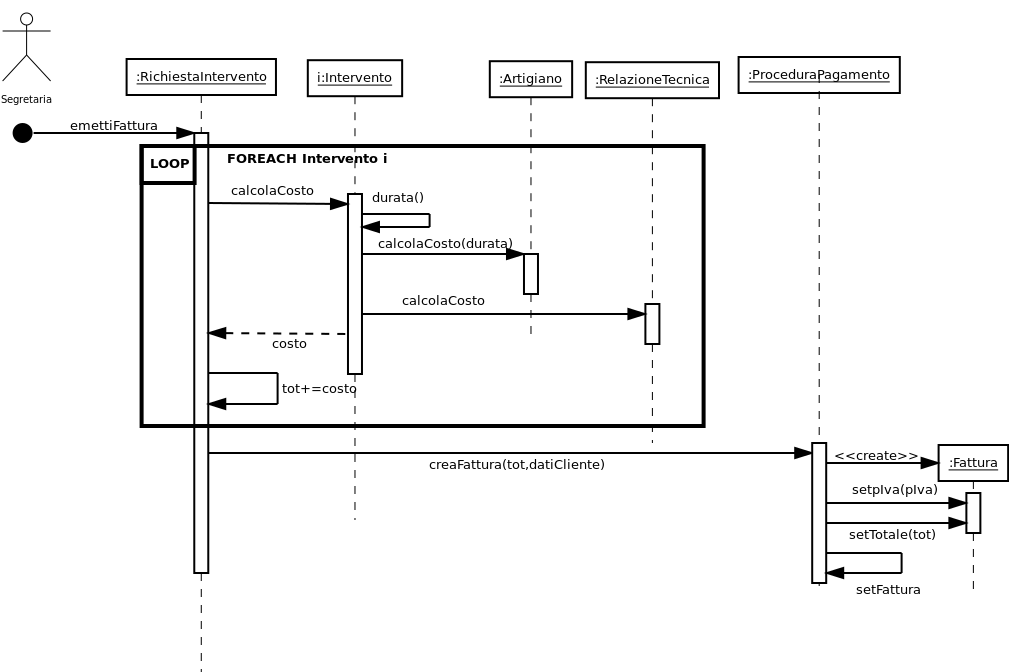 Segretaria
:RichiestaIntervento
i:Intervento
:Artigiano
:RelazioneTecnica
:ProceduraPagamento
emettiFattura
LOOP
FOREACH Intervento i
calcolaCosto
durata()
calcolaCosto(durata)
calcolaCosto
costo
tot+=costo
creaFattura(tot,datiCliente)
<<create>>
:Fattura
setpIva(pIva)
setTotale(tot)
setFattura